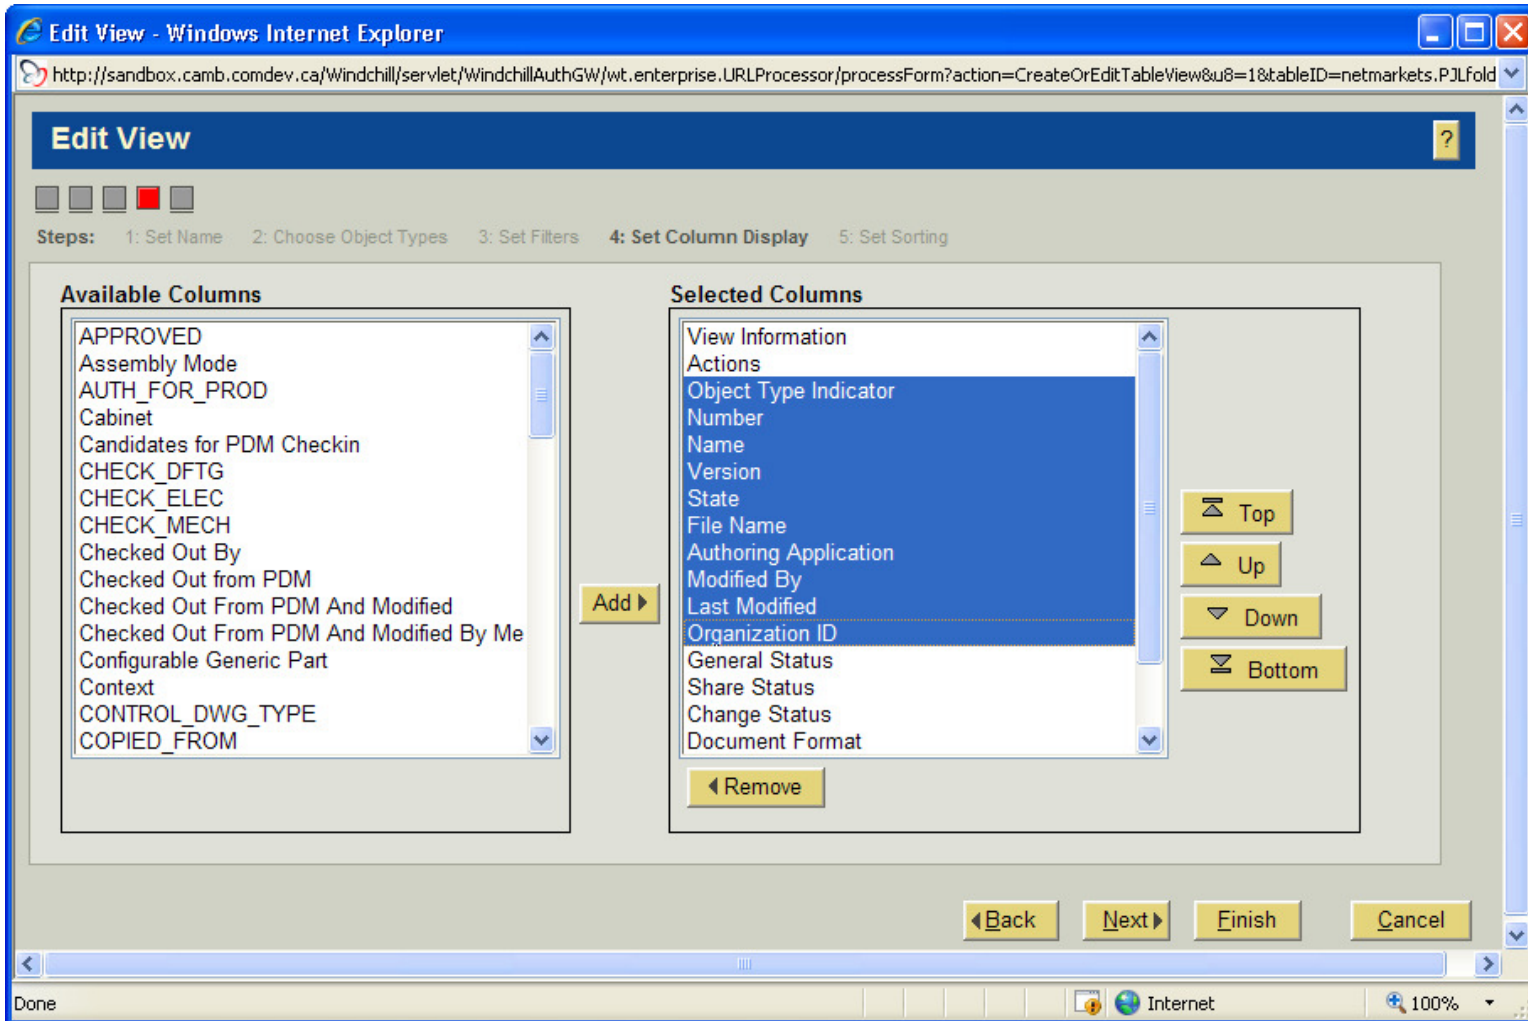 Edit View - Windows Internet Explorer
http://sandbox.camb.comdev.ca/Windchill/servlet/WindchillAuthGW/wt.enterprise.URLProcessor/processForm?action=CreateOrEditTableView&u8=1&tableID=netmarkets.PJLfold
Edit View
?
Steps: 1: Set Name 2: Choose Object Types 3: Set Filters 4: Set Column Display 5: Set Sorting
Available Columns
APPROVED
Assembly Mode
AUTH_FOR_PROD
Cabinet
Candidates for PDM Checkin
CHECK_DFTG
CHECK_ELEC
CHECK_MECH
Checked Out By
Checked Out from PDM
Checked Out From PDM And Modified
Checked Out From PDM And Modified By Me
Configurable Generic Part
Context
CONTROL_DWG_TYPE
COPIED_FROM
Add
Selected Columns
View Information
Actions
Object Type Indicator
Number
Name
Version
State
File Name
Authoring Application
Modified By
Last Modified
Organization ID
General Status
Share Status
Change Status
Document Format
Remove
Top
Up
Down
Bottom
Back Next Finish Cancel
Done Internet 100%